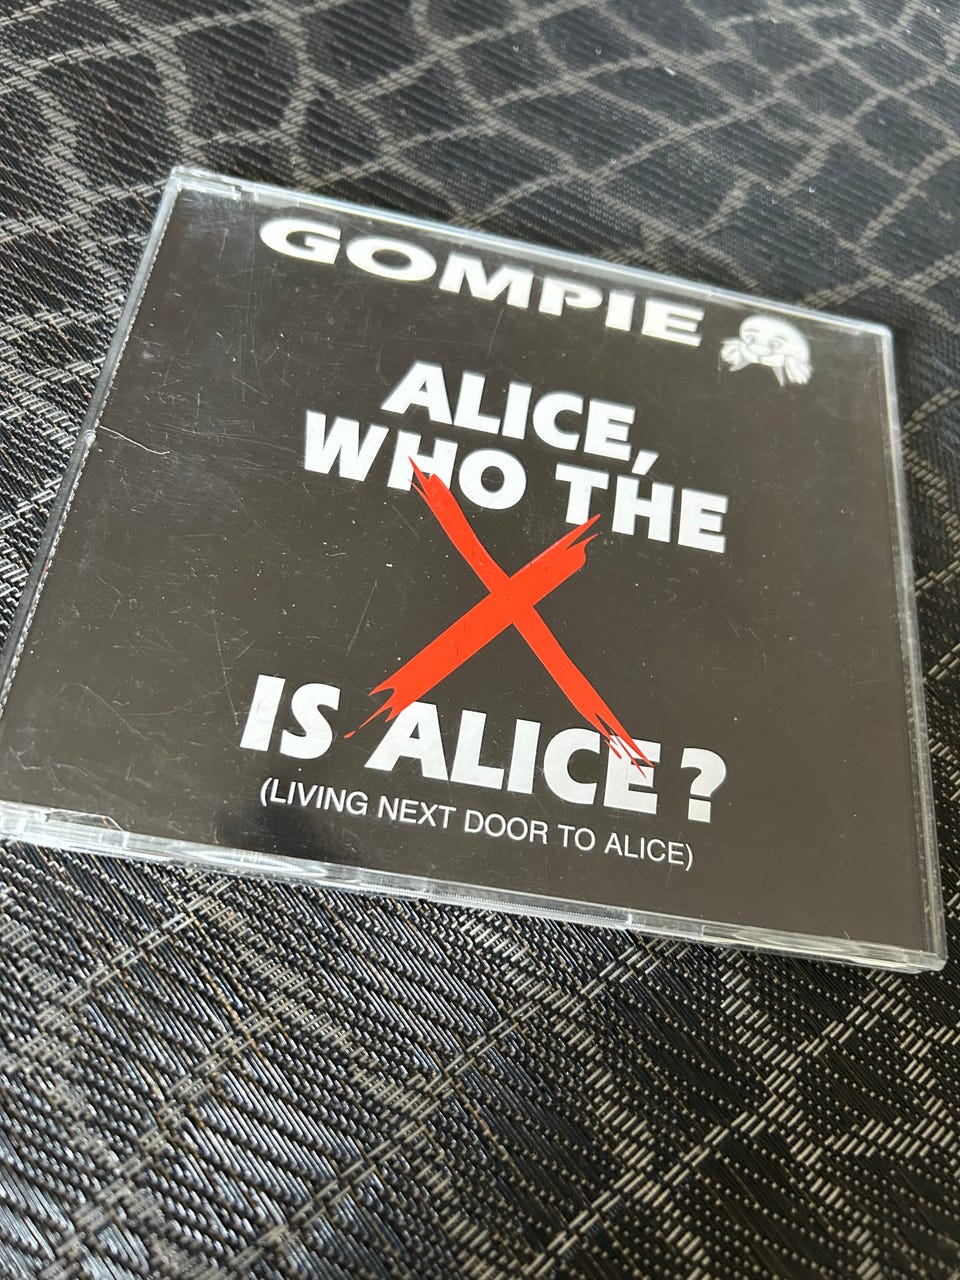 GOMPIE
ALICE,
WHO THE
X
IS ALICE?
(LIVING NEXT DOOR TO ALICE)